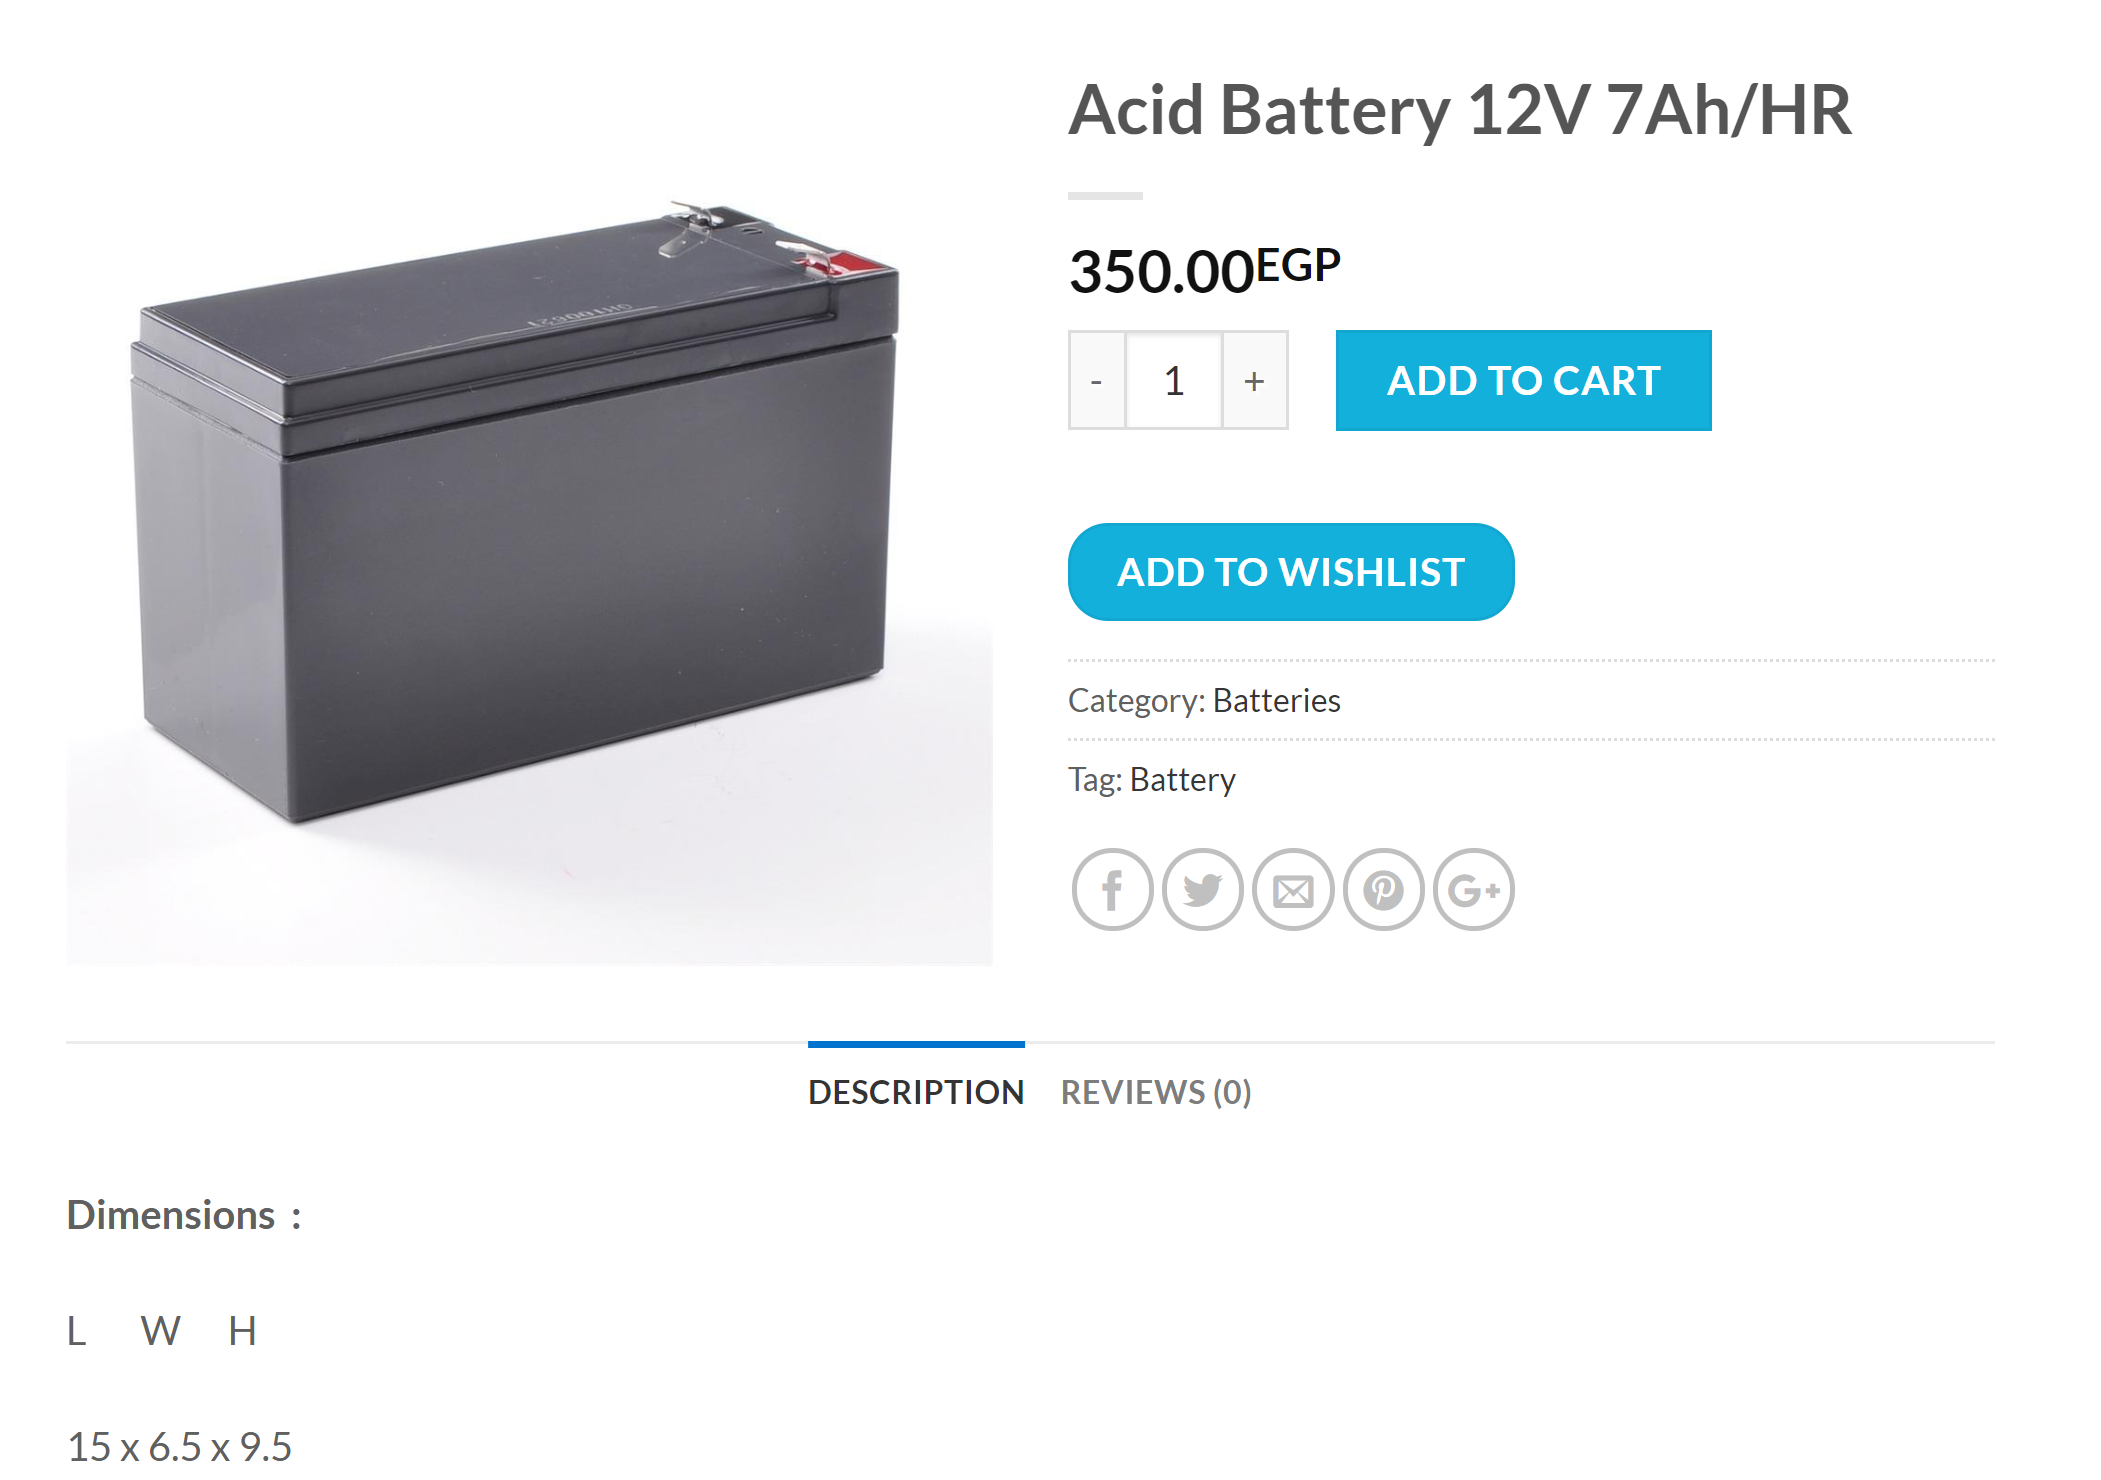 Acid Battery 12V 7Ah/HR
350.00EGP
- 1 +
ADD TO CART
ADD TO WISHLIST
Category: Batteries
Tag: Battery
DESCRIPTION
REVIEWS (0)
Dimensions :
L W H
15 x 6.5 x 9.5